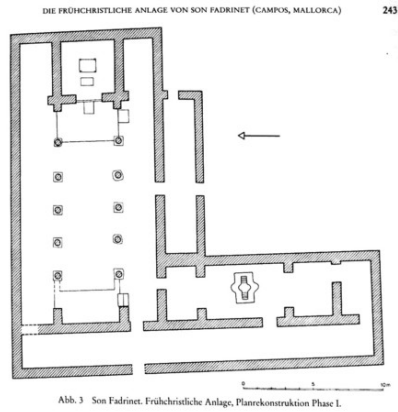 DIE FRÜHCHRISTLICHE ANLAGE VON SON FADRINET (CAMPOS, MALLORCA) 243
0 5 10m
Abb. 3 Son Fadrinet. Frühchristliche Anlage, Planrekonstruktion Phase I.